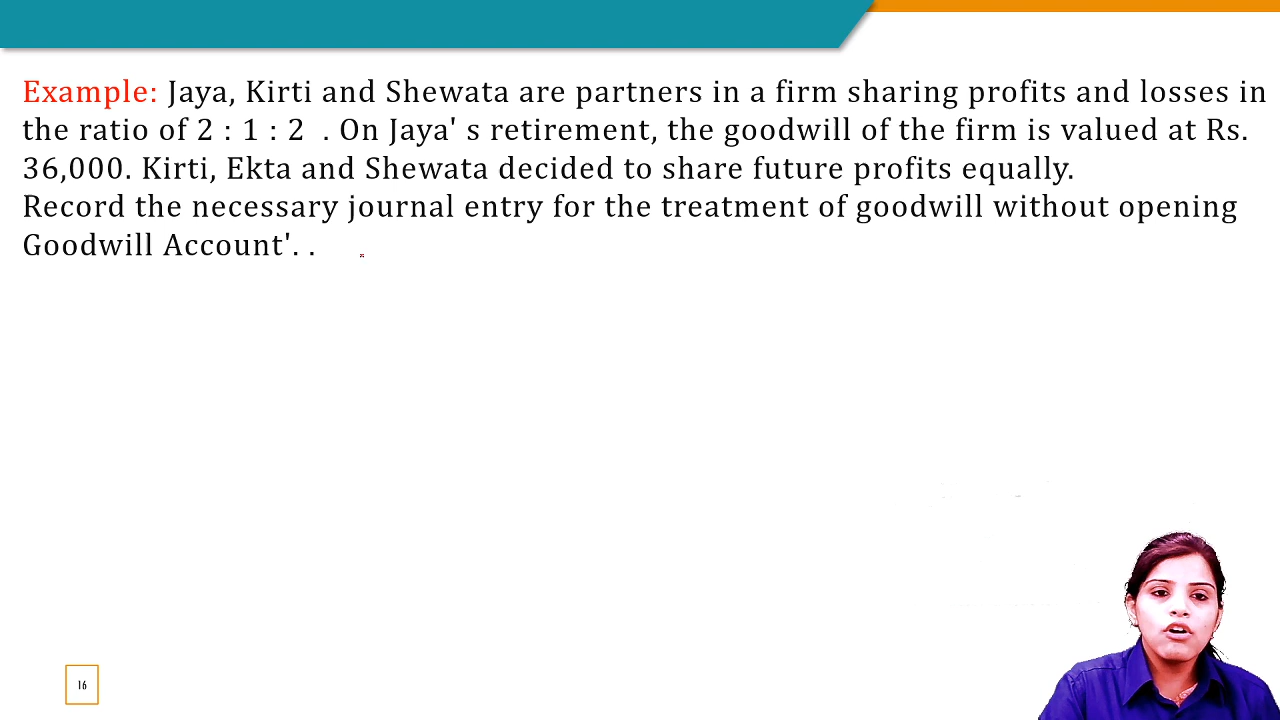 Example: Jaya, Kirti and Shewata are partners in a firm sharing profits and losses in
the ratio of 2 : 1 : 2 . On Jaya' s retirement, the goodwill of the firm is valued at Rs.
36,000. Kirti, Ekta and Shewata decided to share future profits equally.
Record the necessary journal entry for the treatment of goodwill without opening
Goodwill Account'. .
16